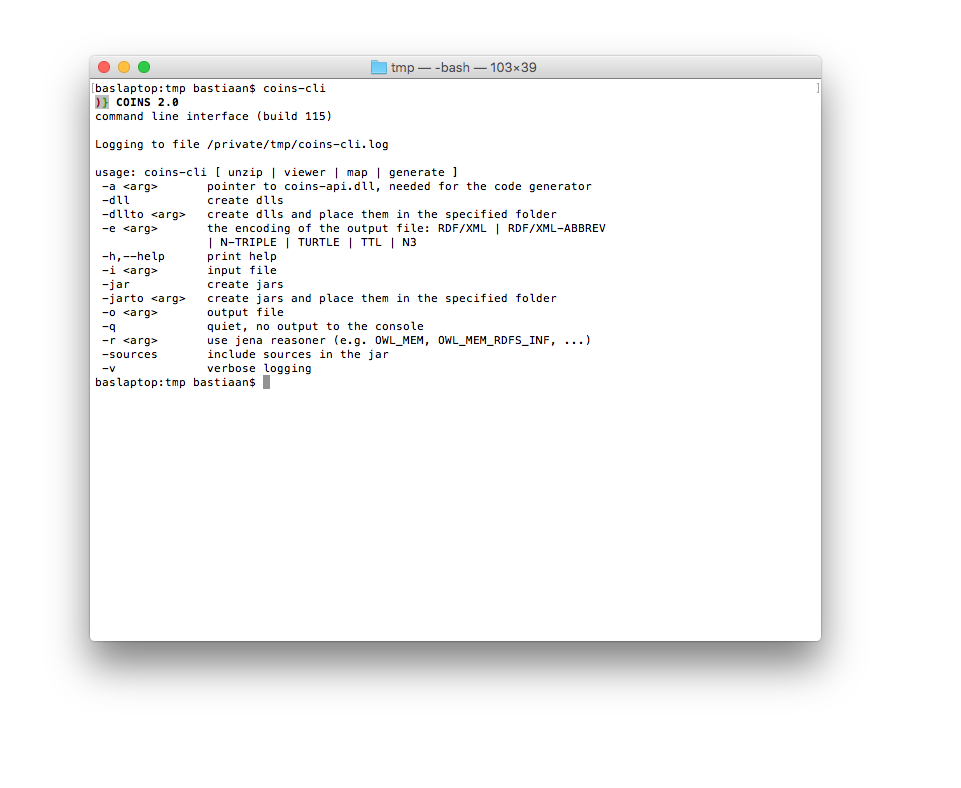 tmp — -bash — 103×39
[baslaptop:tmp bastiaan$ coins-cli ]
)} COINS 2.0
command line interface (build 115)
Logging to file /private/tmp/coins-cli.log
usage: coins-cli [ unzip | viewer | map | generate ]
-a <arg> pointer to coins-api.dll, needed for the code generator
-dll create dlls
-dllto <arg> create dlls and place them in the specified folder
-e <arg> the encoding of the output file: RDF/XML | RDF/XML-ABBREV
| N-TRIPLE | TURTLE | TTL | N3
-h,--help print help
-i <arg> input file
-jar create jars
-jarto <arg> create jars and place them in the specified folder
-o <arg> output file
-q quiet, no output to the console
-r <arg> use jena reasoner (e.g. OWL_MEM, OWL_MEM_RDFS_INF, ...)
-sources include sources in the jar
-v verbose logging
baslaptop:tmp bastiaan$